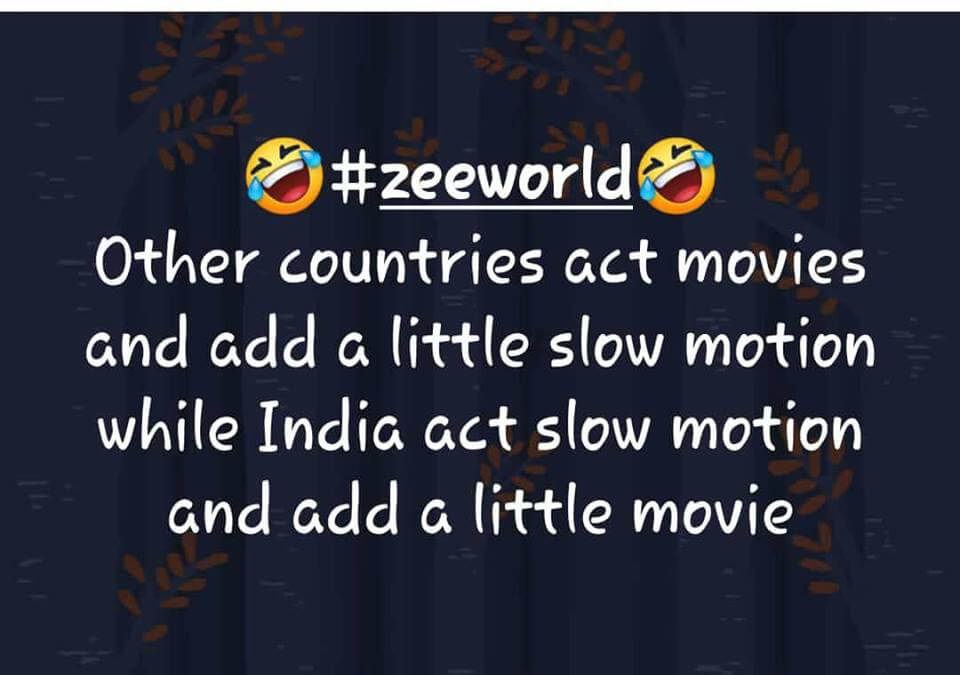 🤣#zeeworld🤣
Other countries act movies
and add a little slow motion
while India act slow motion
and add a little movie